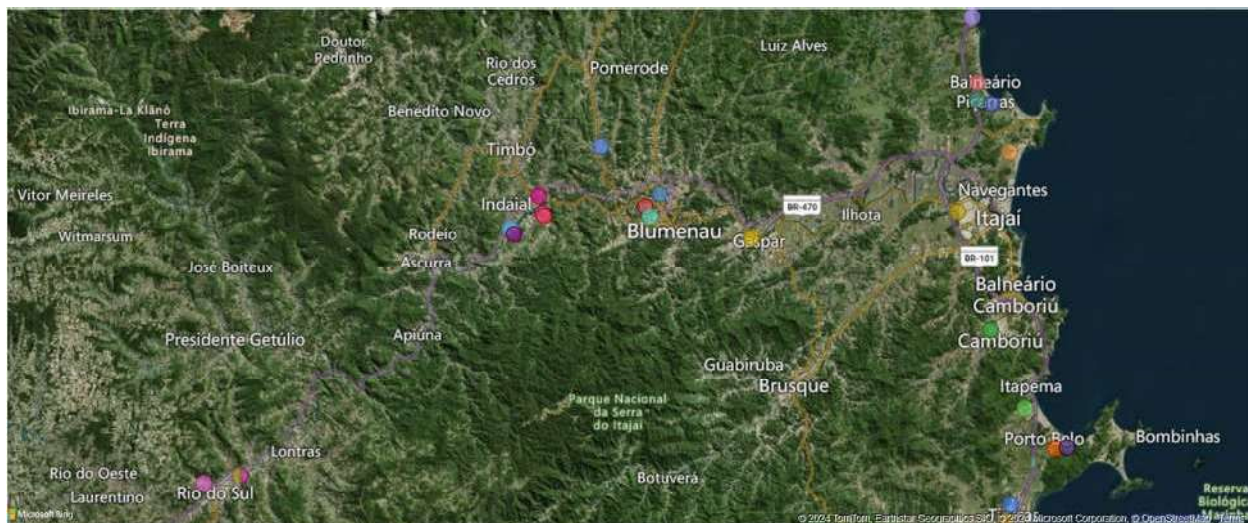 Doutor
Pedrinho
Rio dos
Cedros
Pomerode
Luiz Alves
Balneário
Piçarras
Ibirama-La Klãnõ
Terra
Indígena
Ibirama
Benedito Novo
Timbó
Vitor Meireles
Indaial
BR-470
Ilhota
Navegantes
Itajaí
Witmarsum
Rodeio
Blumenau
Gaspar
José Boiteux
Ascurra
BR-101
Balneário
Camboriú
Presidente Getúlio
Apiúna
Camboriú
Guabiruba
Brusque
Itapema
Parque Nacional
da Serra
do Itajaí
Lontras
Porto Belo
Bombinhas
Rio do Oeste
Laurentino
Rio do Sul
Botuverá
Reserva
Microsoft Bing
© 2024 TomTom, Earthstar Geographics SIO, © 2024 Microsoft Corporation, © OpenStreetMap Terms